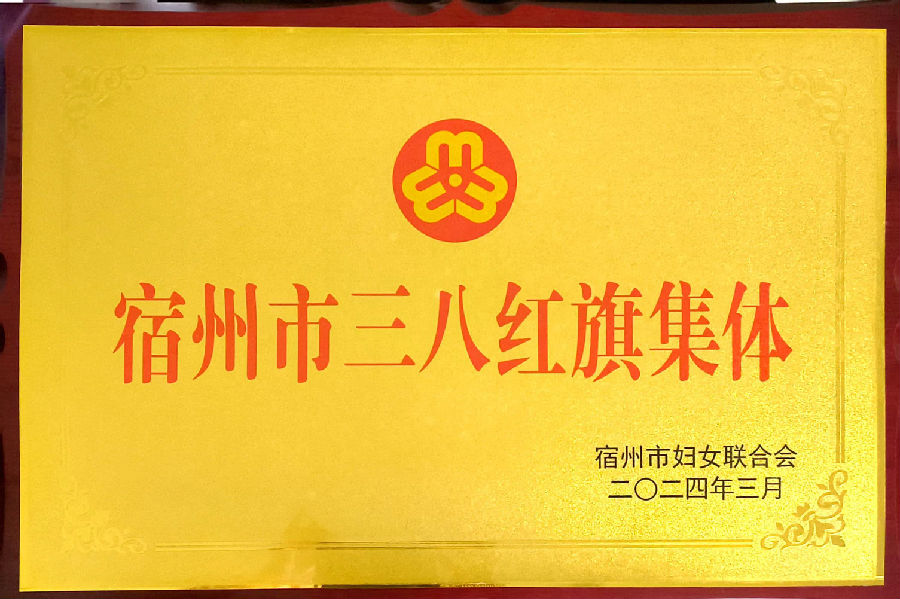 宿州市三八红旗集体
宿州市妇女联合会
二〇二四年三月